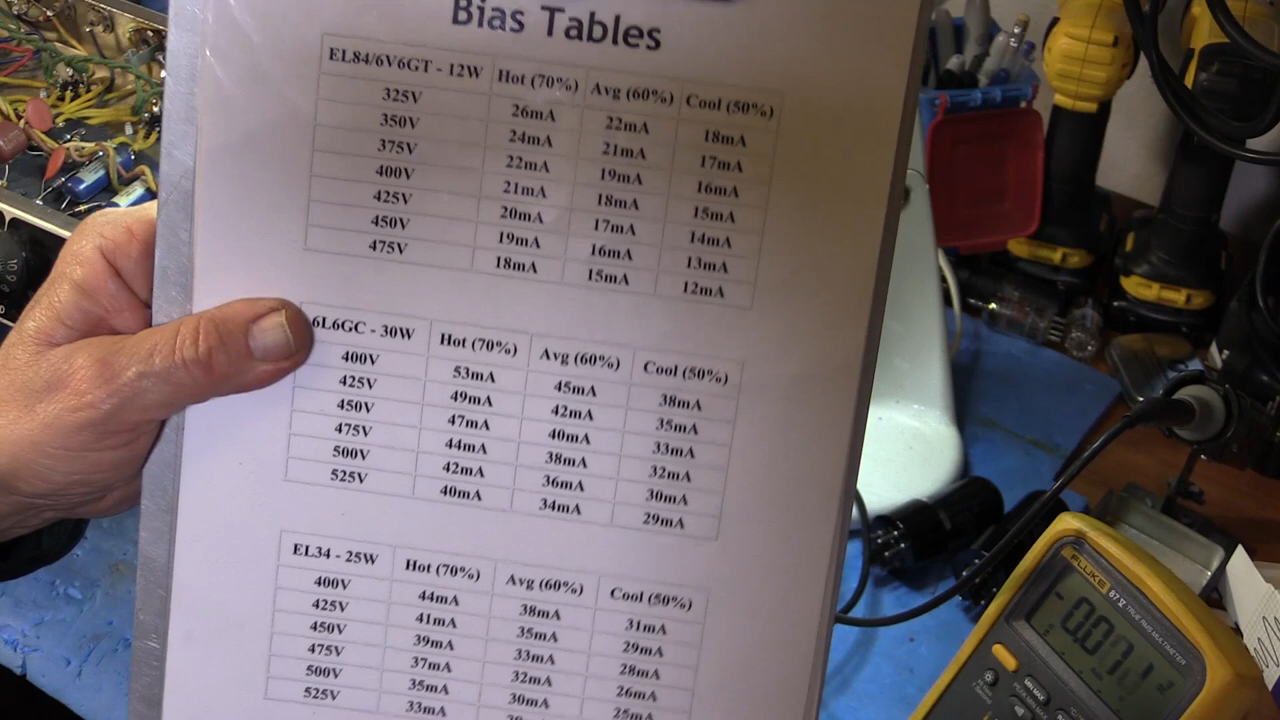 Bias Tables
EL84/6V6GT - 12W Hot (70%) Avg (60%) Cool (50%)
325V 26mA 22mA 18mA
350V 24mA 21mA 17mA
375V 22mA 19mA 16mA
400V 21mA 18mA 15mA
425V 20mA 17mA 14mA
450V 19mA 16mA 13mA
475V 18mA 15mA 12mA
6L6GC - 30W Hot (70%) Avg (60%) Cool (50%)
400V 53mA 45mA 38mA
425V 49mA 42mA 35mA
450V 47mA 40mA 33mA
475V 44mA 38mA 32mA
500V 42mA 36mA 30mA
525V 40mA 34mA 29mA
EL34 - 25W Hot (70%) Avg (60%) Cool (50%)
400V 44mA 38mA 31mA
425V 41mA 35mA 29mA
450V 39mA 33mA 28mA
475V 37mA 32mA 26mA
500V 35mA 30mA 25mA
525V 33mA
FLUKE 87 V TRUE RMS MULTIMETER
MIN MAX